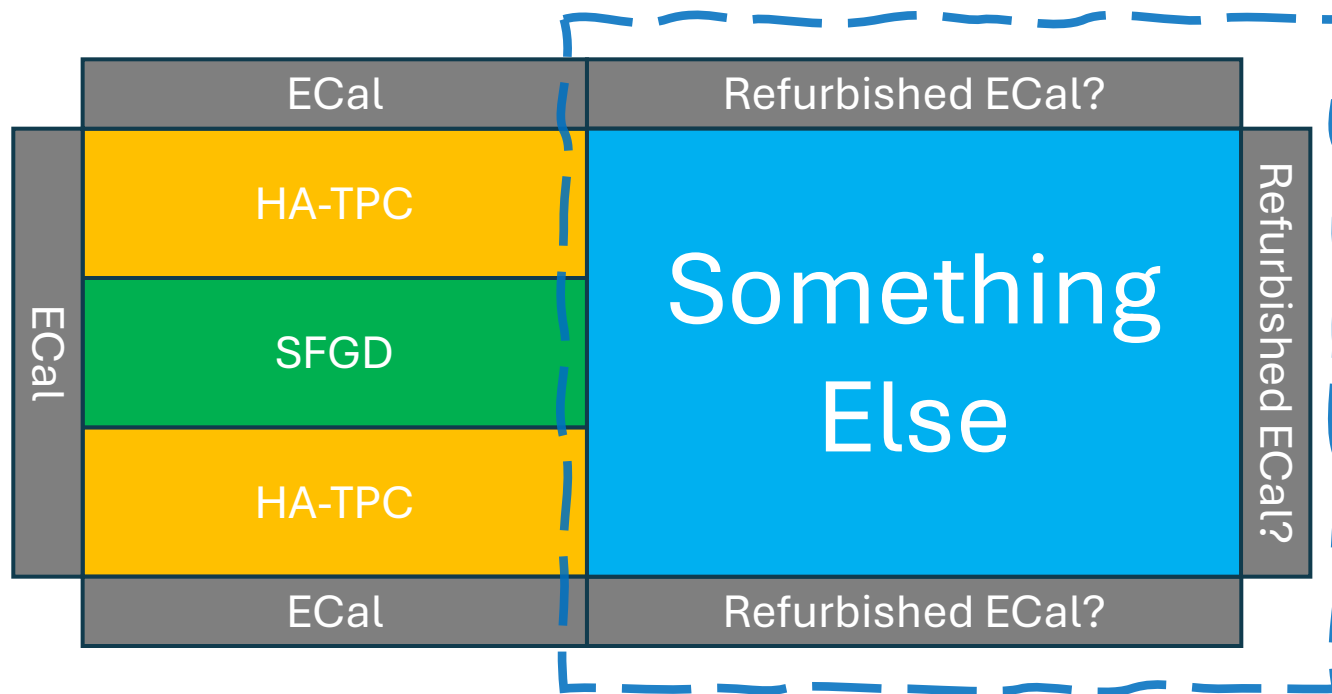 ECal
Refurbished ECal?
HA-TPC
ECal
SFGD
HA-TPC
Something
Else
Refurbished ECal?
ECal
Refurbished ECal?